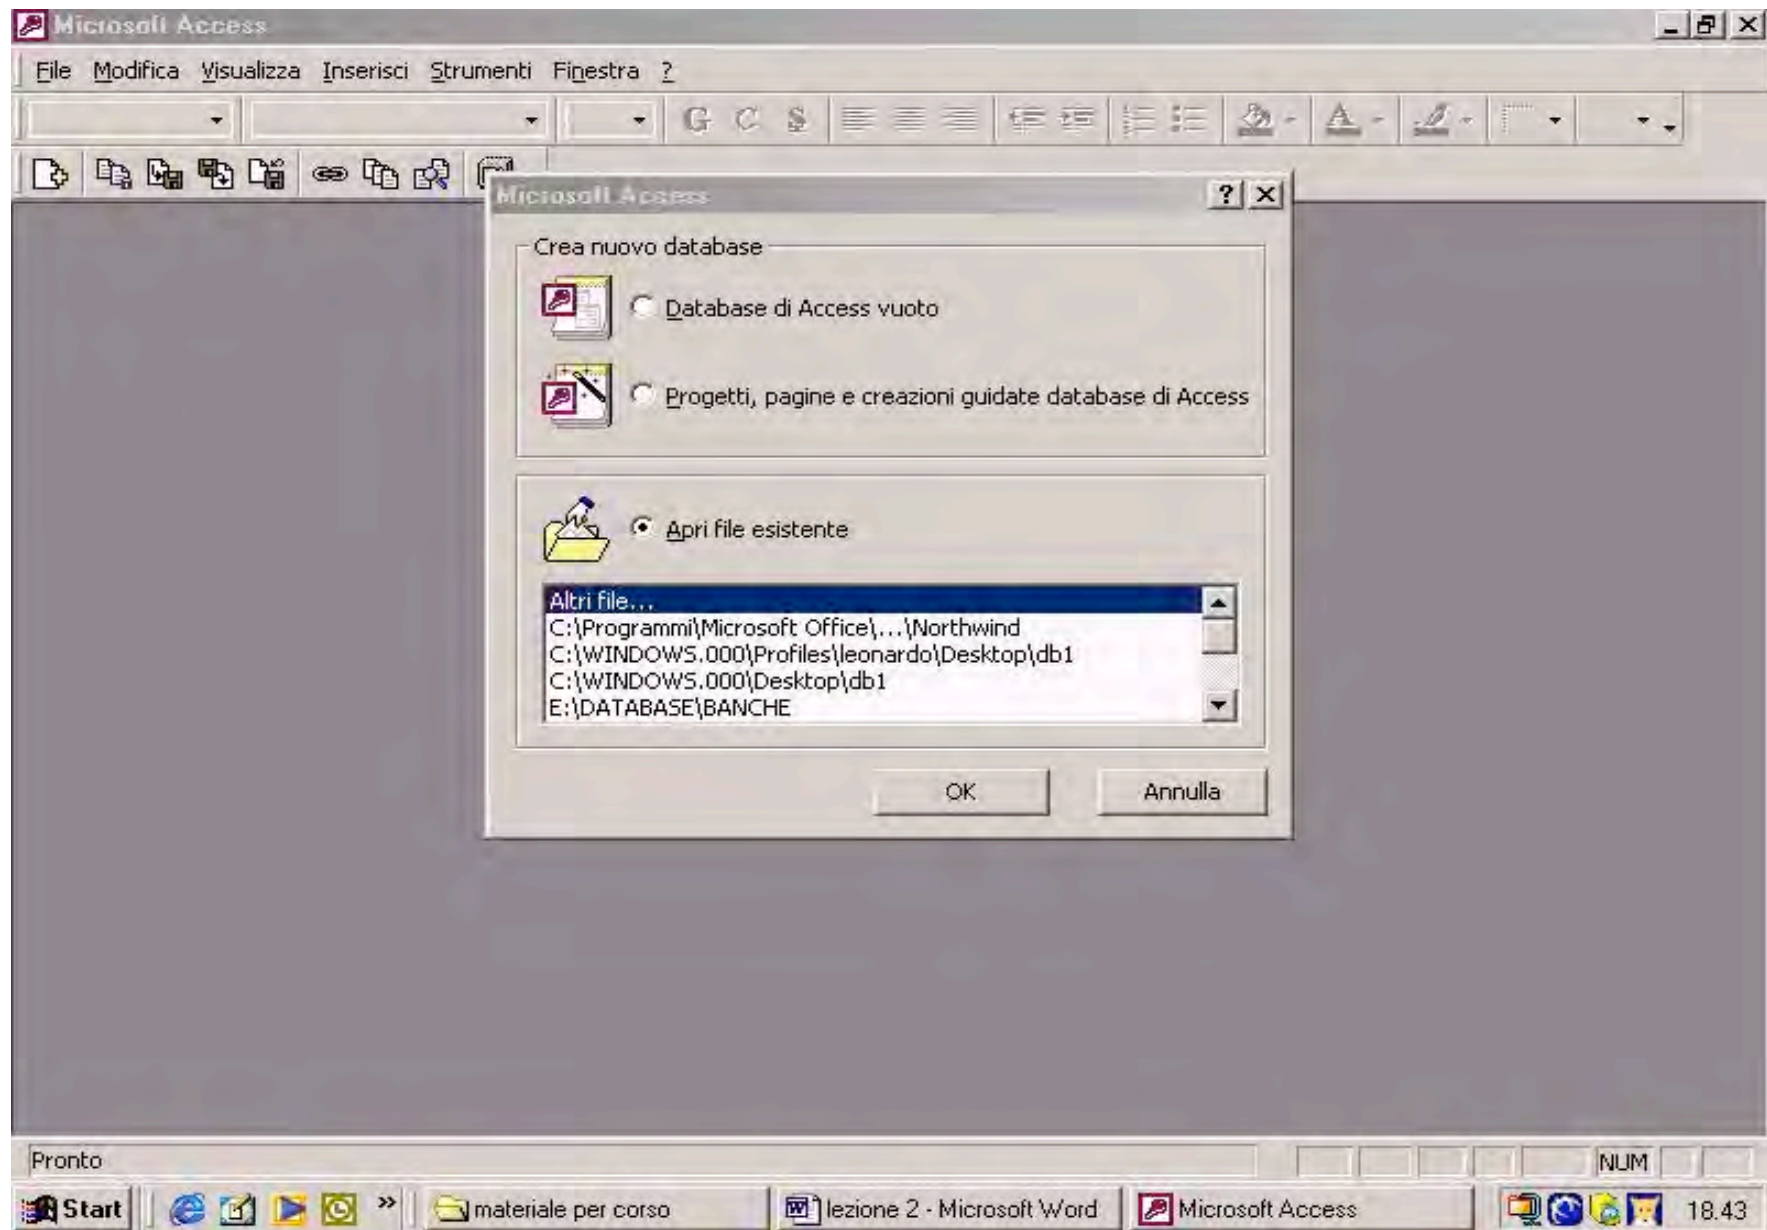 Microsoft Access
File Modifica Visualizza Inserisci Strumenti Finestra ?
G C S
Microsoft Access
Crea nuovo database
Database di Access vuoto
Progetti, pagine e creazioni guidate database di Access
Apri file esistente
Altri file...
C:\Programmi\Microsoft Office\...\Northwind
C:\WINDOWS.000\Profiles\leonardo\Desktop\db1
C:\WINDOWS.000\Desktop\db1
E:\DATABASE\BANCHE
OK Annulla
Pronto NUM
Start » materiale per corso lezione 2 - Microsoft Word Microsoft Access 18.43